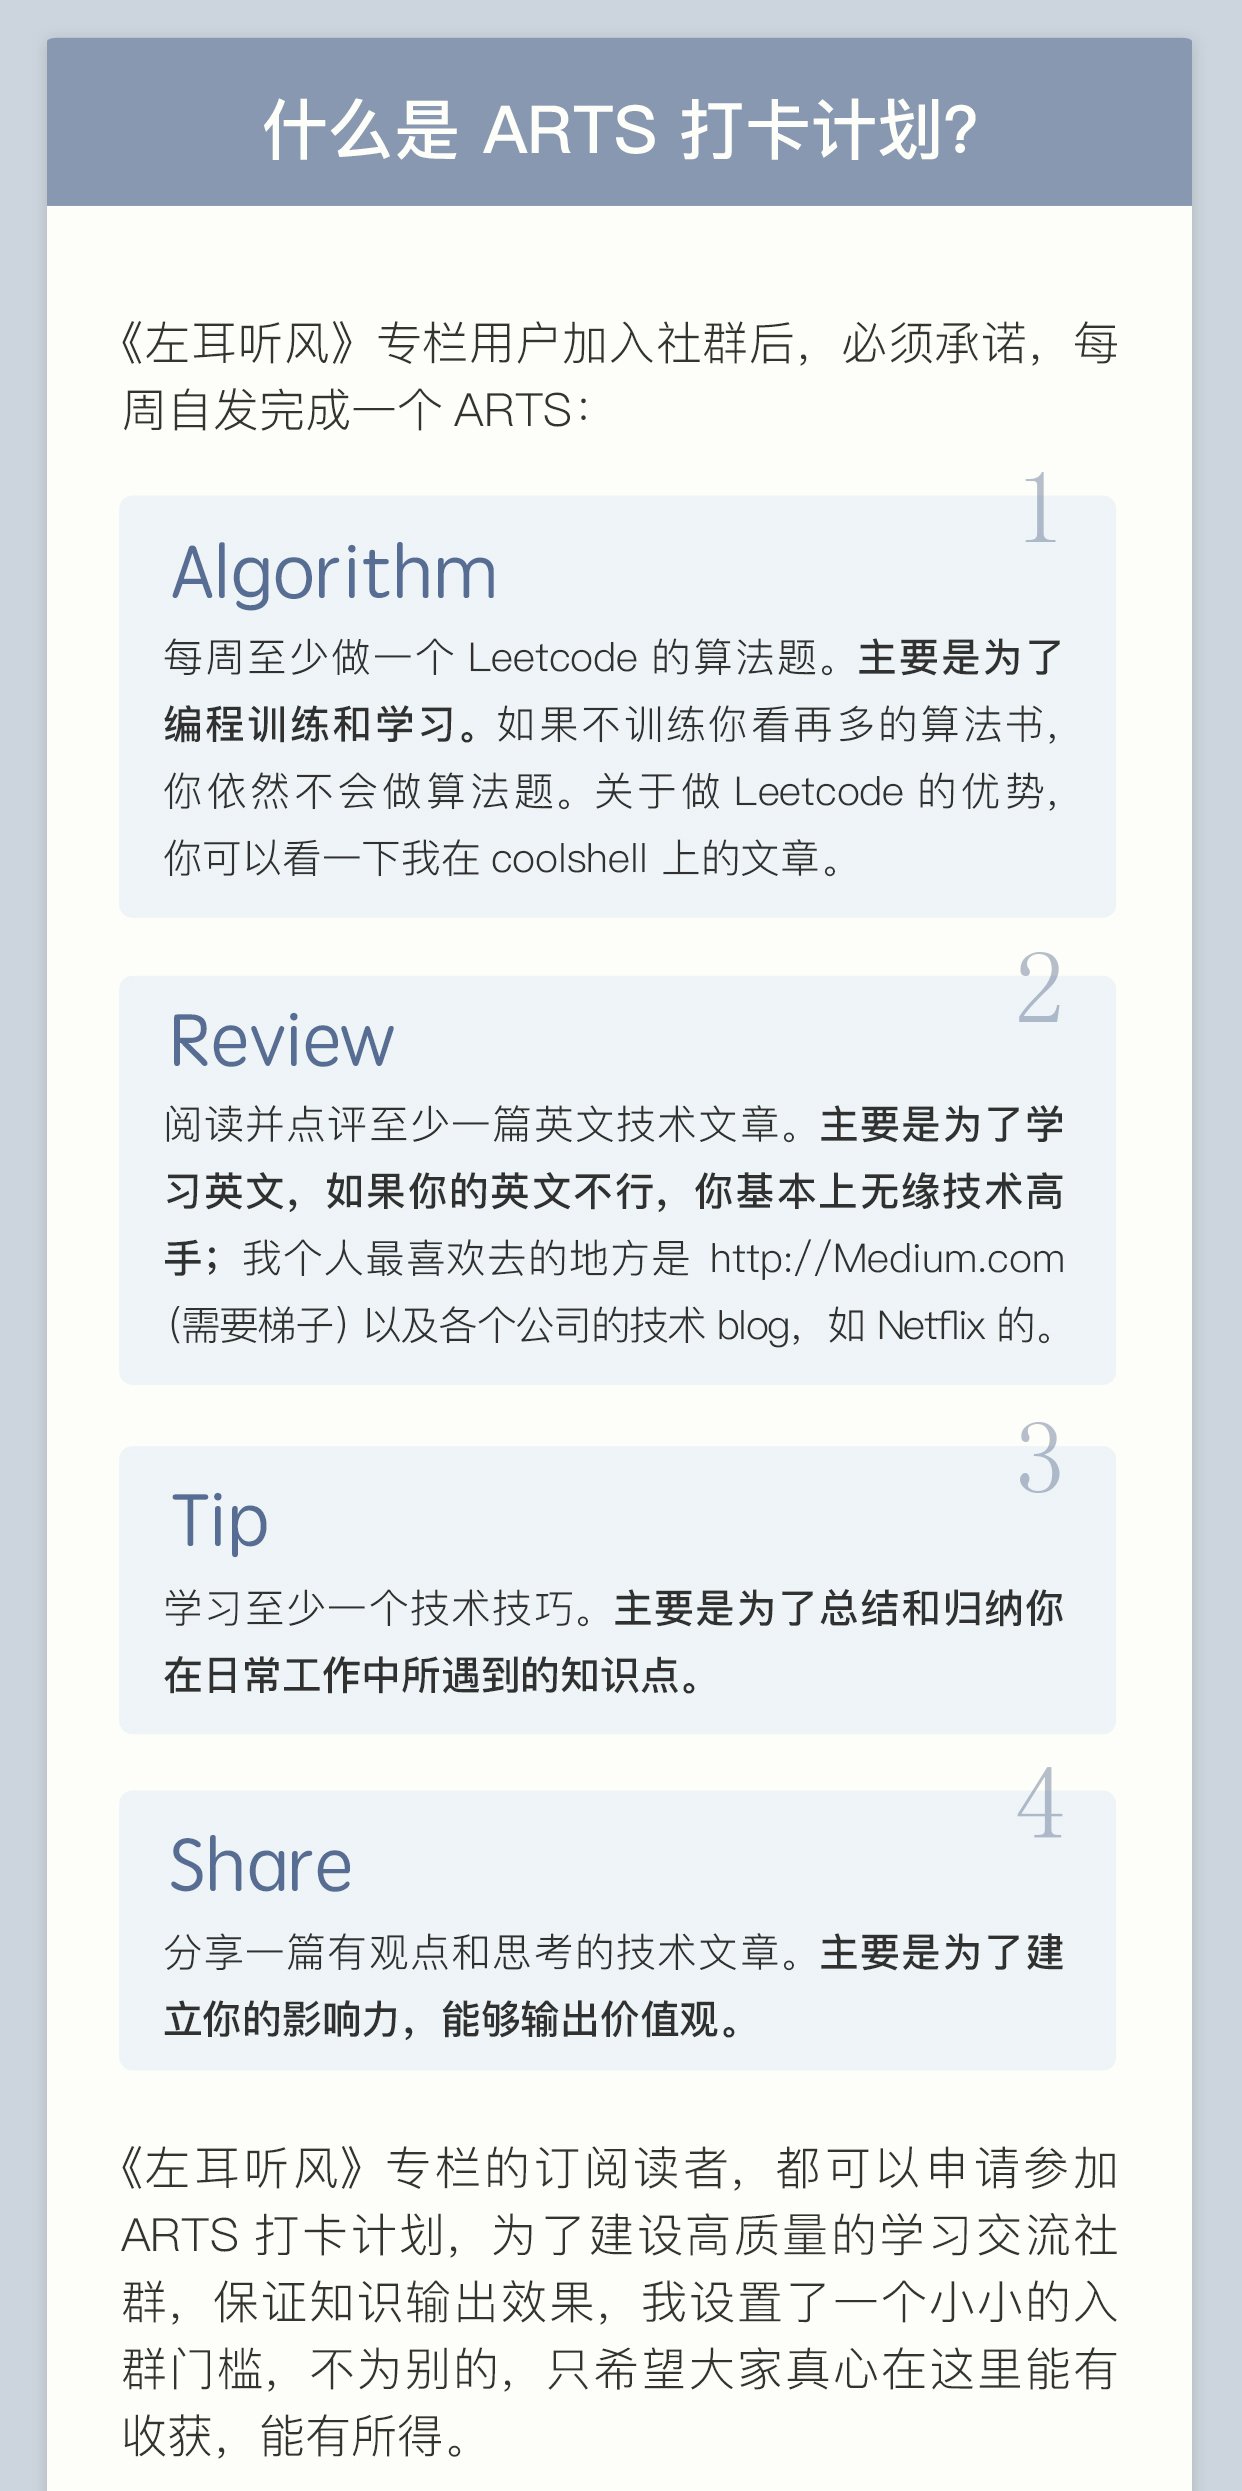 什么是 ARTS 打卡计划?
《左耳听风》专栏用户加入社群后，必须承诺，每
周自发完成一个 ARTS：
1
Algorithm
每周至少做一个 Leetcode 的算法题。主要是为了
编程训练和学习。如果不训练你看再多的算法书，
你依然不会做算法题。关于做 Leetcode 的优势，
你可以看一下我在 coolshell 上的文章。
2
Review
阅读并点评至少一篇英文技术文章。主要是为了学
习英文，如果你的英文不行，你基本上无缘技术高
手；我个人最喜欢去的地方是 http://Medium.com
（需要梯子）以及各个公司的技术 blog，如 Netflix 的。
3
Tip
学习至少一个技术技巧。主要是为了总结和归纳你
在日常工作中所遇到的知识点。
4
Share
分享一篇有观点和思考的技术文章。主要是为了建
立你的影响力，能够输出价值观。
《左耳听风》专栏的订阅读者，都可以申请参加
ARTS 打卡计划，为了建设高质量的学习交流社
群，保证知识输出效果，我设置了一个小小的入
群门槛，不为别的，只希望大家真心在这里能有
收获，能有所得。